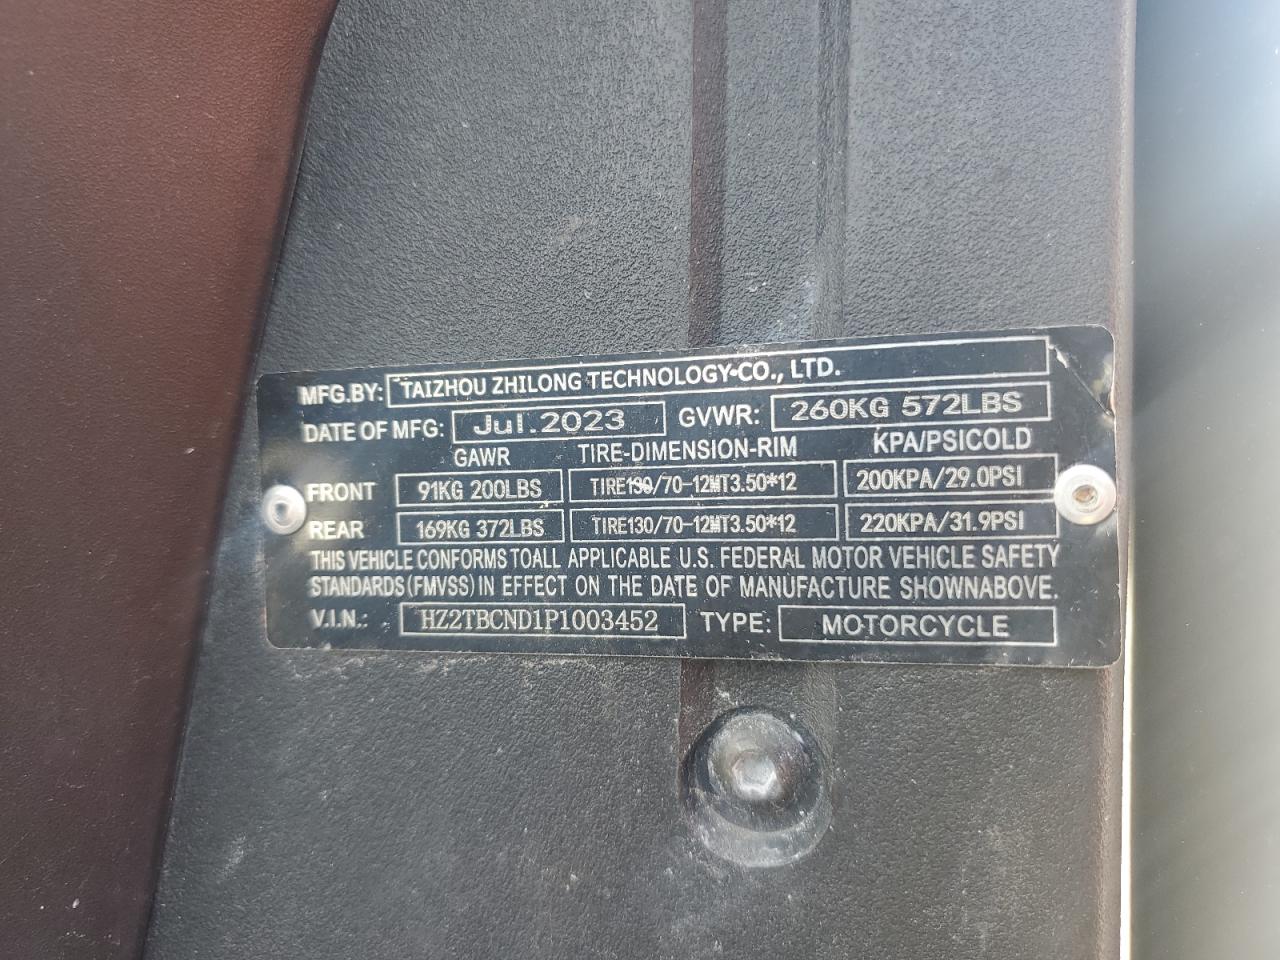 MFG.BY: TAIZHOU ZHILONG TECHNOLOGY·CO., LTD.
DATE OF MFG: Jul.2023 GVWR: 260KG 572LBS
GAWR TIRE-DIMENSION-RIM KPA/PSICOLD
FRONT 91KG 200LBS TIRE130/70-12MT3.50*12 200KPA/29.0PSI
REAR 169KG 372LBS TIRE130/70-12MT3.50*12 220KPA/31.9PSI
THIS VEHICLE CONFORMS TOALL APPLICABLE U.S. FEDERAL MOTOR VEHICLE SAFETY
STANDARDS(FMVSS)IN EFFECT ON THE DATE OF MANUFACTURE SHOWNABOVE.
V.I.N.: HZ2TBCND1P1003452 TYPE: MOTORCYCLE